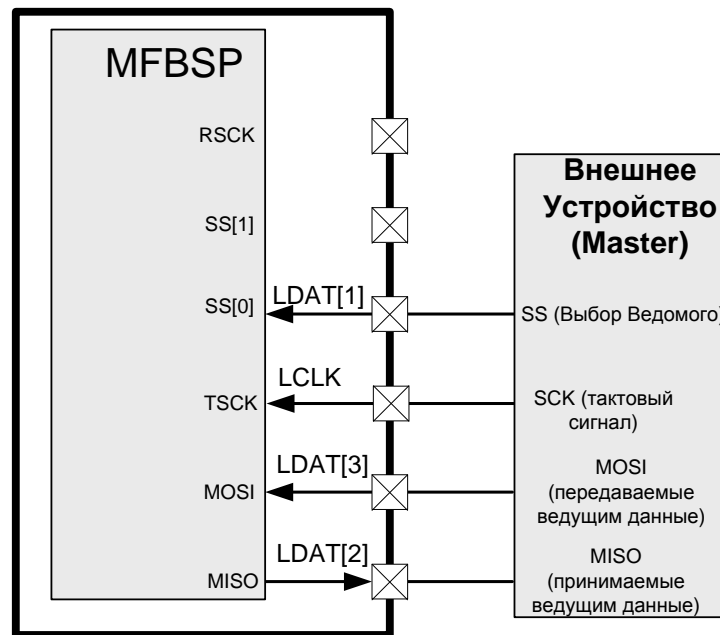 MFBSP
RSCK
SS[1]
SS[0]
LDAT[1]
LCLK
TSCK
LDAT[3]
MOSI
LDAT[2]
MISO
Внешнее
Устройство
(Master)
SS (Выбор Ведомого)
SCK (тактовый
сигнал)
MOSI
(передаваемые
ведущим данные)
MISO
(принимаемые
ведущим данные)